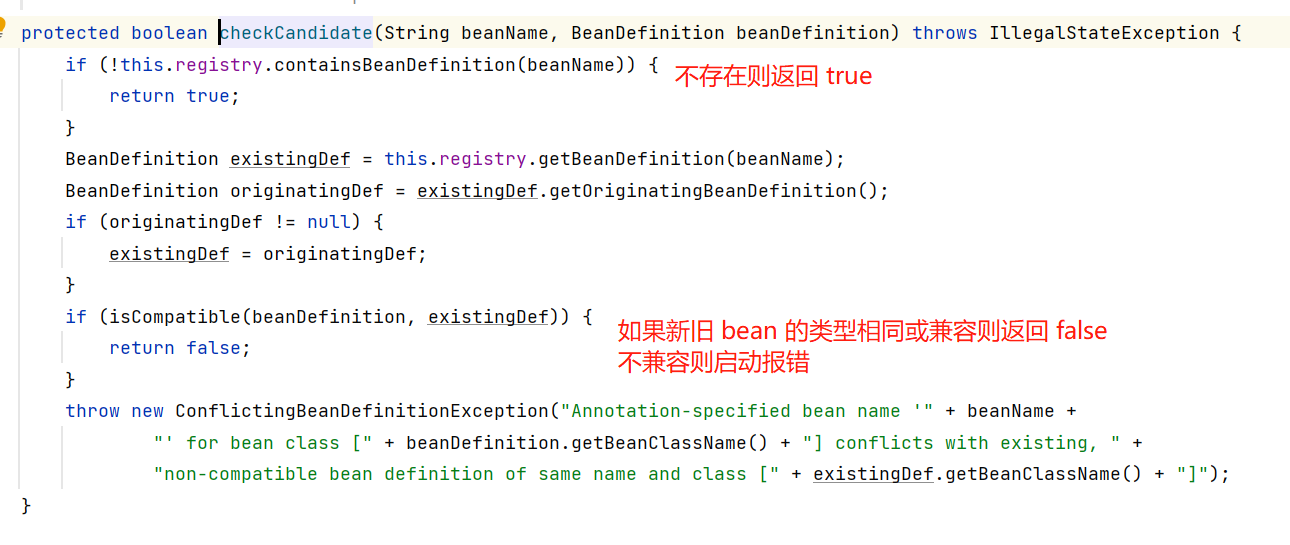 protected boolean checkCandidate(String beanName, BeanDefinition beanDefinition) throws IllegalStateException {
if (!this.registry.containsBeanDefinition(beanName)) { 不存在则返回 true
return true;
}
BeanDefinition existingDef = this.registry.getBeanDefinition(beanName);
BeanDefinition originatingDef = existingDef.getOriginatingBeanDefinition();
if (originatingDef != null) {
existingDef = originatingDef;
}
if (isCompatible(beanDefinition, existingDef)) { 如果新旧 bean 的类型相同或兼容则返回 false
return false; 不兼容则启动报错
}
throw new ConflictingBeanDefinitionException("Annotation-specified bean name '" + beanName +
"' for bean class [" + beanDefinition.getBeanClassName() + "] conflicts with existing, " +
"non-compatible bean definition of same name and class [" + existingDef.getBeanClassName() + "]");
}